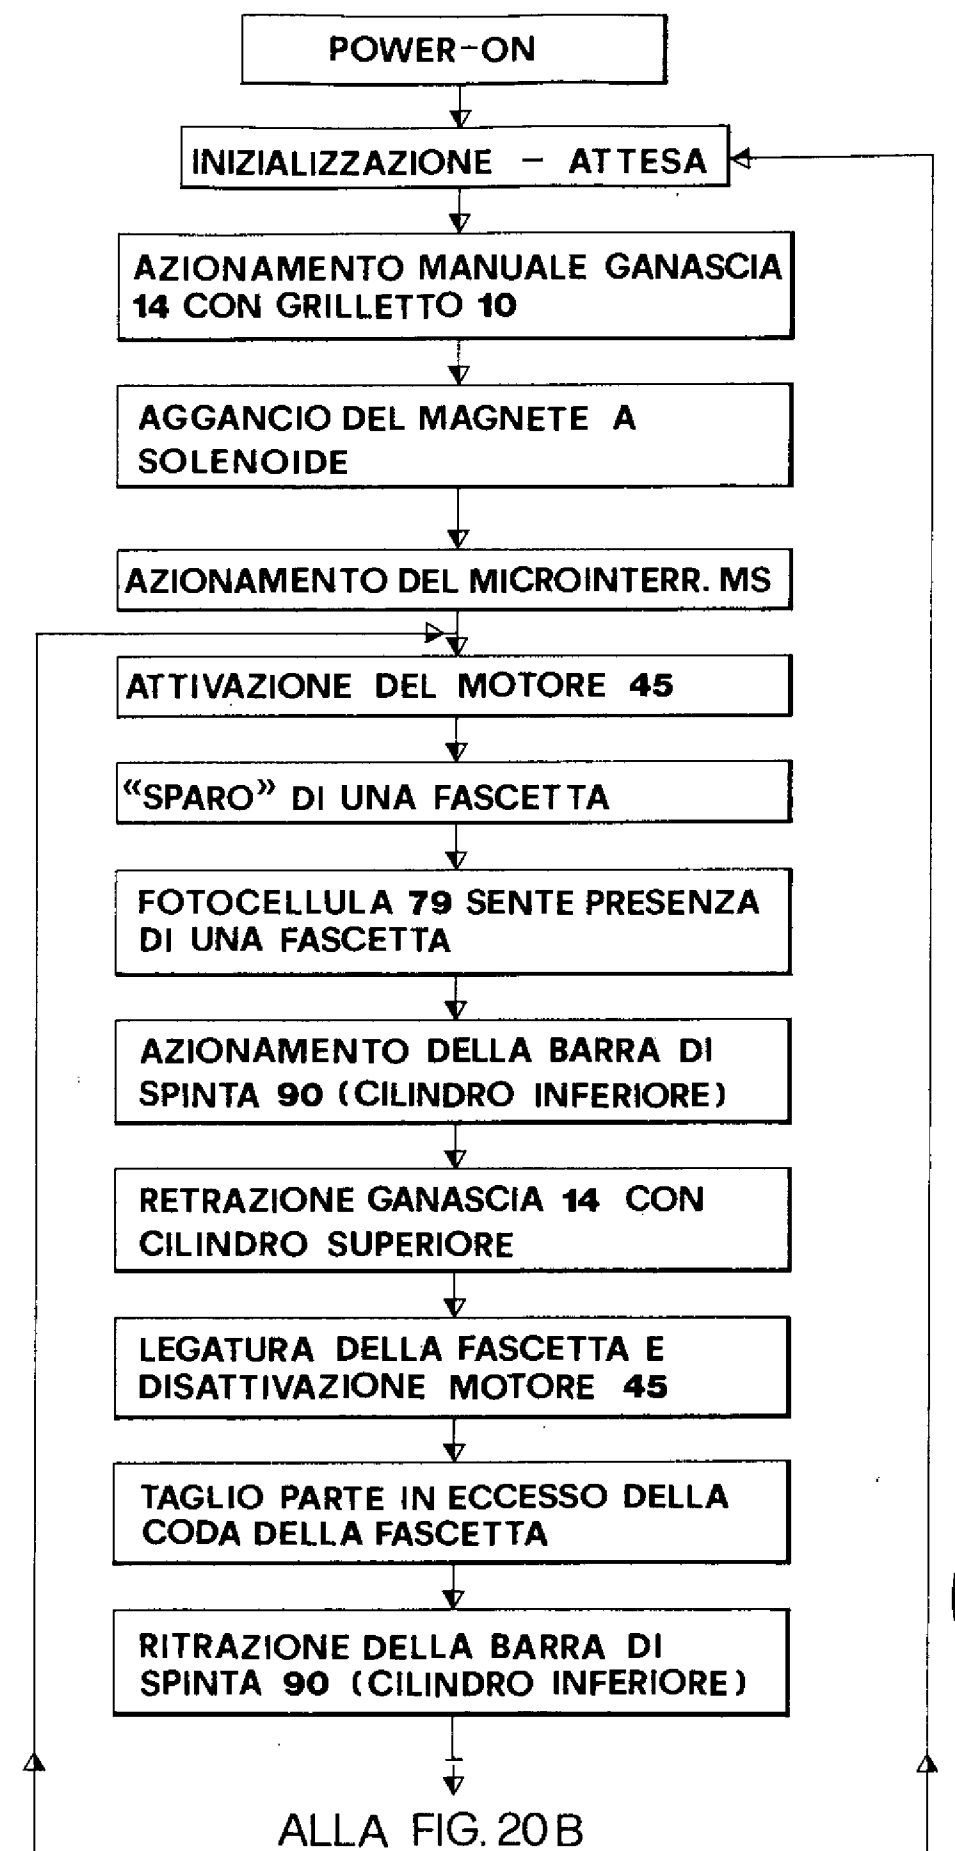 POWER-ON
INIZIALIZZAZIONE - ATTESA
AZIONAMENTO MANUALE GANASCIA
14 CON GRILLETTO 10
AGGANCIO DEL MAGNETE A
SOLENOIDE
AZIONAMENTO DEL MICROINTERR. MS
ATTIVAZIONE DEL MOTORE 45
“SPARO” DI UNA FASCETTA
FOTOCELLULA 79 SENTE PRESENZA
DI UNA FASCETTA
AZIONAMENTO DELLA BARRA DI
SPINTA 90 (CILINDRO INFERIORE)
RETRAZIONE GANASCIA 14 CON
CILINDRO SUPERIORE
LEGATURA DELLA FASCETTA E
DISATTIVAZIONE MOTORE 45
TAGLIO PARTE IN ECCESSO DELLA
CODA DELLA FASCETTA
RITRAZIONE DELLA BARRA DI
SPINTA 90 (CILINDRO INFERIORE)
ALLA FIG. 20B